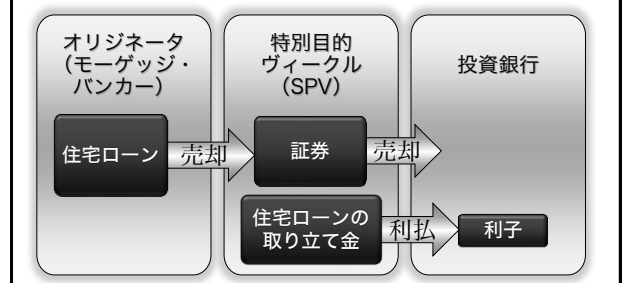 オリジネータ
（モーゲッジ・
バンカー）
住宅ローン
売却
特別目的
ヴィークル
（SPV）
証券
売却
住宅ローンの
取り立て金
利払
投資銀行
利子